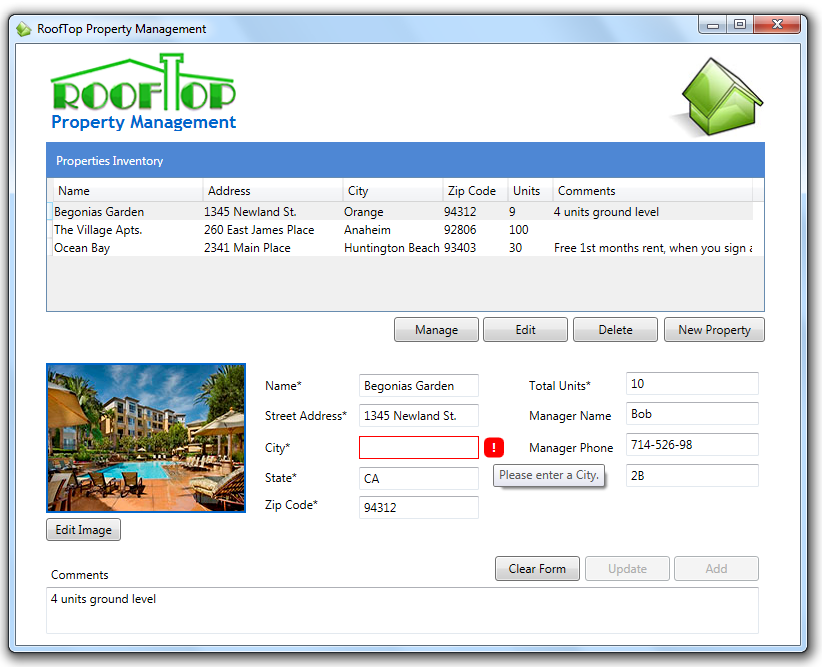 RoofTop Property Management
ROOFTOP
Property Management
Properties Inventory
Name Address City Zip Code Units Comments
Begonias Garden 1345 Newland St. Orange 94312 9 4 units ground level
The Village Apts. 260 East James Place Anaheim 92806 100
Ocean Bay 2341 Main Place Huntington Beach 93403 30 Free 1st months rent, when you sign a
Manage Edit Delete New Property
Name* Begonias Garden Total Units* 10
Street Address* 1345 Newland St. Manager Name Bob
City* ! Manager Phone 714-526-98
State* CA Please enter a City. 2B
Zip Code* 94312
Edit Image
Clear Form Update Add
Comments
4 units ground level